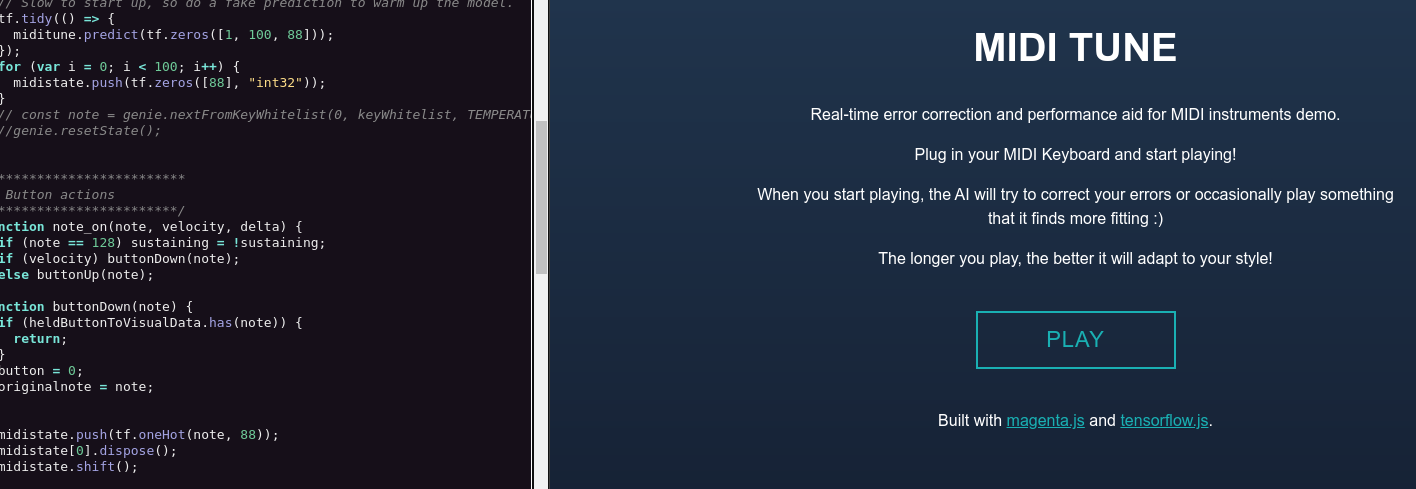 // Slow to start up, so do a fake prediction to warm up the model.
tf.tidy(() => {
miditune.predict(tf.zeros([1, 100, 88]));
});
for (var i = 0; i < 100; i++) {
midistate.push(tf.zeros([88], "int32"));
}
// const note = genie.nextFromKeyWhitelist(0, keyWhitelist, TEMPERAT
//genie.resetState();
************************
Button actions
***********************/
nction note_on(note, velocity, delta) {
if (note == 128) sustaining = !sustaining;
if (velocity) buttonDown(note);
else buttonUp(note);
nction buttonDown(note) {
if (heldButtonToVisualData.has(note)) {
return;
}
button = 0;
originalnote = note;
midistate.push(tf.oneHot(note, 88));
midistate[0].dispose();
midistate.shift();
MIDI TUNE
Real-time error correction and performance aid for MIDI instruments demo.
Plug in your MIDI Keyboard and start playing!
When you start playing, the AI will try to correct your errors or occasionally play something
that it finds more fitting :)
The longer you play, the better it will adapt to your style!
PLAY
Built with magenta.js and tensorflow.js.